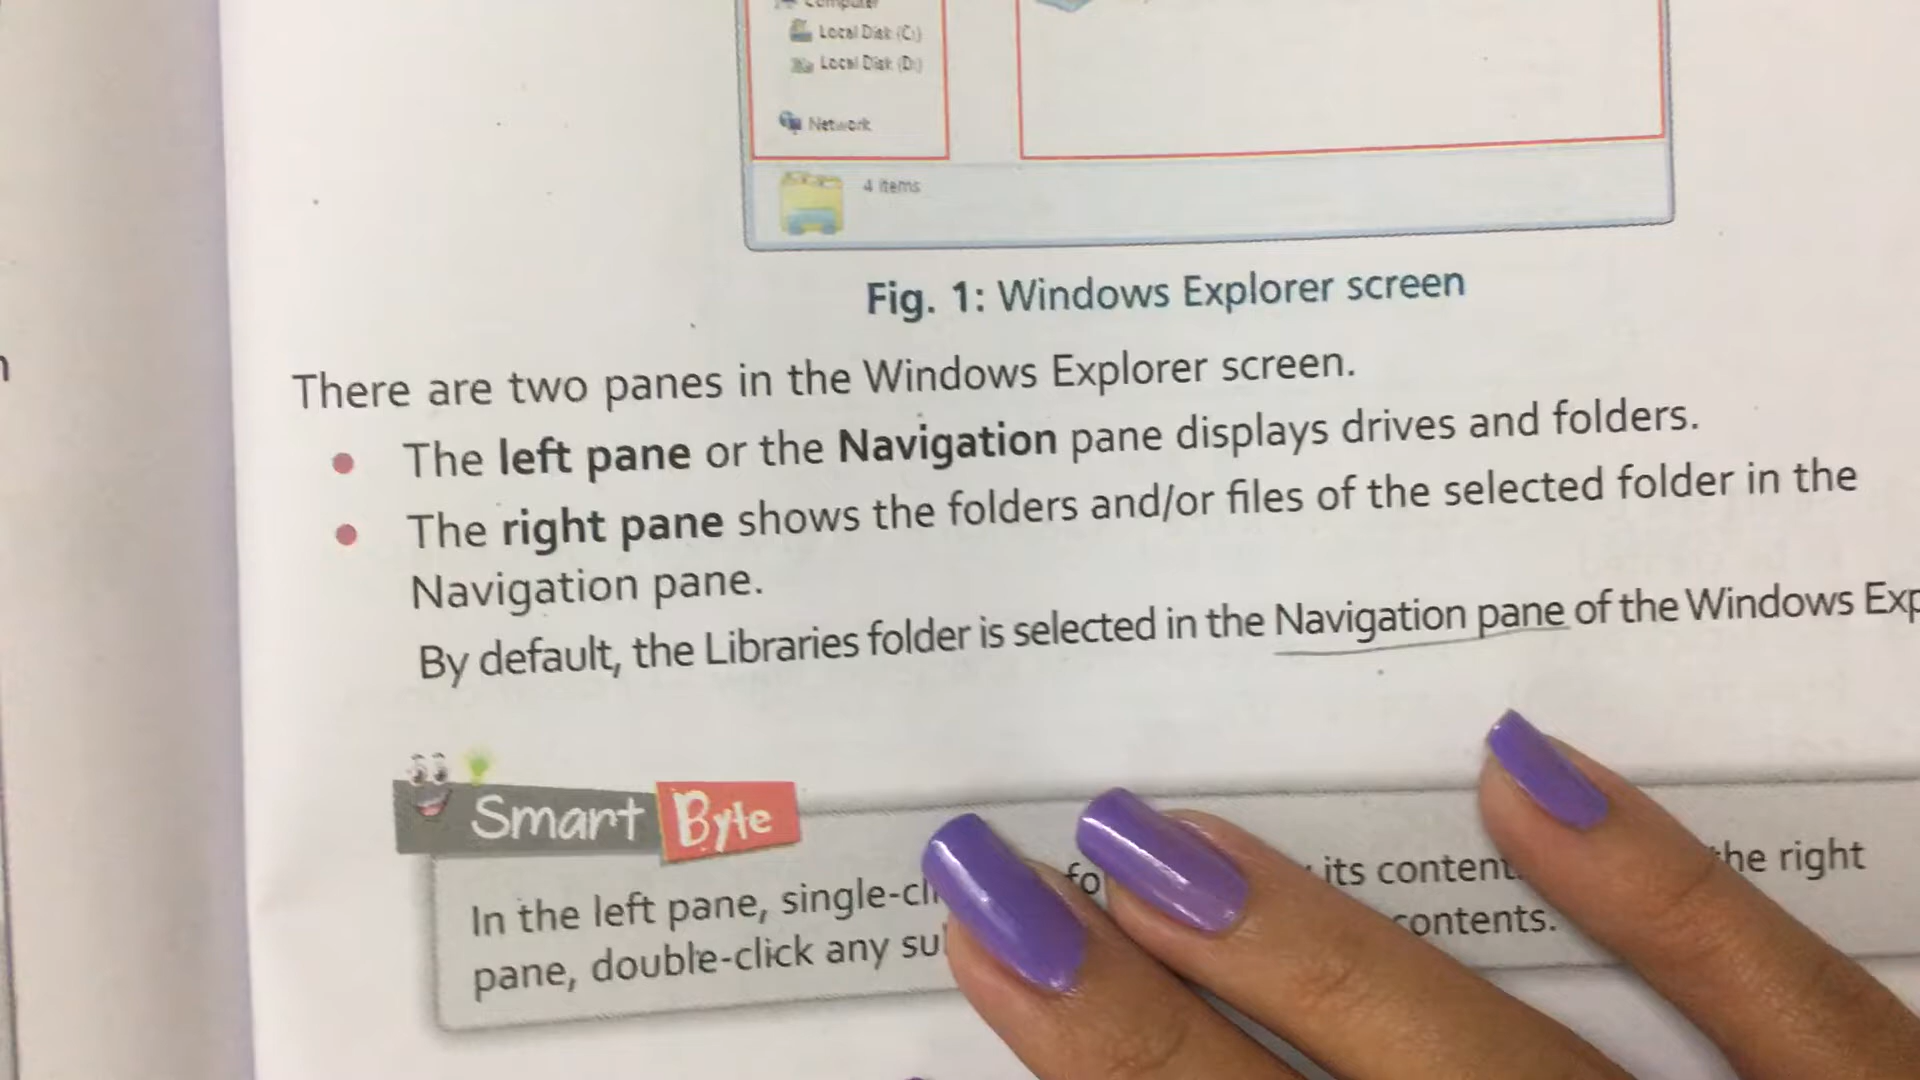 Computer
Local Disk (C:)
Local Disk (D:)
Network
4 items
Fig. 1: Windows Explorer screen
There are two panes in the Windows Explorer screen.
The left pane or the Navigation pane displays drives and folders.
The right pane shows the folders and/or files of the selected folder in the
Navigation pane.
By default, the Libraries folder is selected in the Navigation pane of the Windows Exp
Smart Byte
In the left pane, single-cli fo its content the right
pane, double-click any su contents.